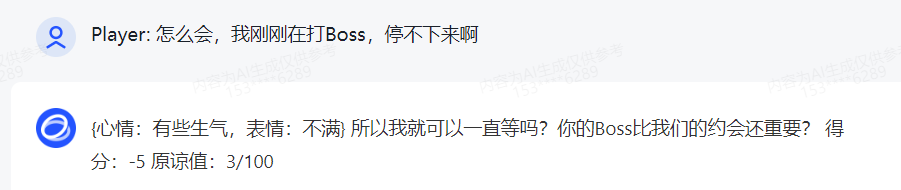 Player: 怎么会，我刚刚在打Boss，停不下来啊
{心情：有些生气，表情：不满} 所以我就可以一直等吗？你的Boss比我们的约会还重要？ 得
分：-5 原谅值：3/100